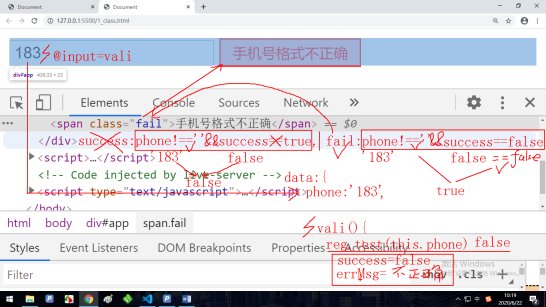 Document
Document
127.0.0.1:5500/1_class.html
183
@input=vali
手机号格式不正确
div#app
438.33 × 23
Elements
Console
Sources
Network
<span class="fail">手机号格式不正确</span> == $0
</div>
success:phone!==''&&success==true,
fail:phone!==''&&success==false
<script>…</script>
'183'
false
'183'
false ==false
<!-- Code injected by live-server -->
false
true
data:{
<script type="text/javascript">…</script>
phone:'183',
</body>
vali(){
html
body
div#app
span.fail
reg.test(this.phone) false
Styles
Event Listeners
DOM Breakpoints
Properties
Accessibility
success=false
Filter
errMsg='不正确'
:hov
.cls
+
激活 Windows
10:19
2020/6/22